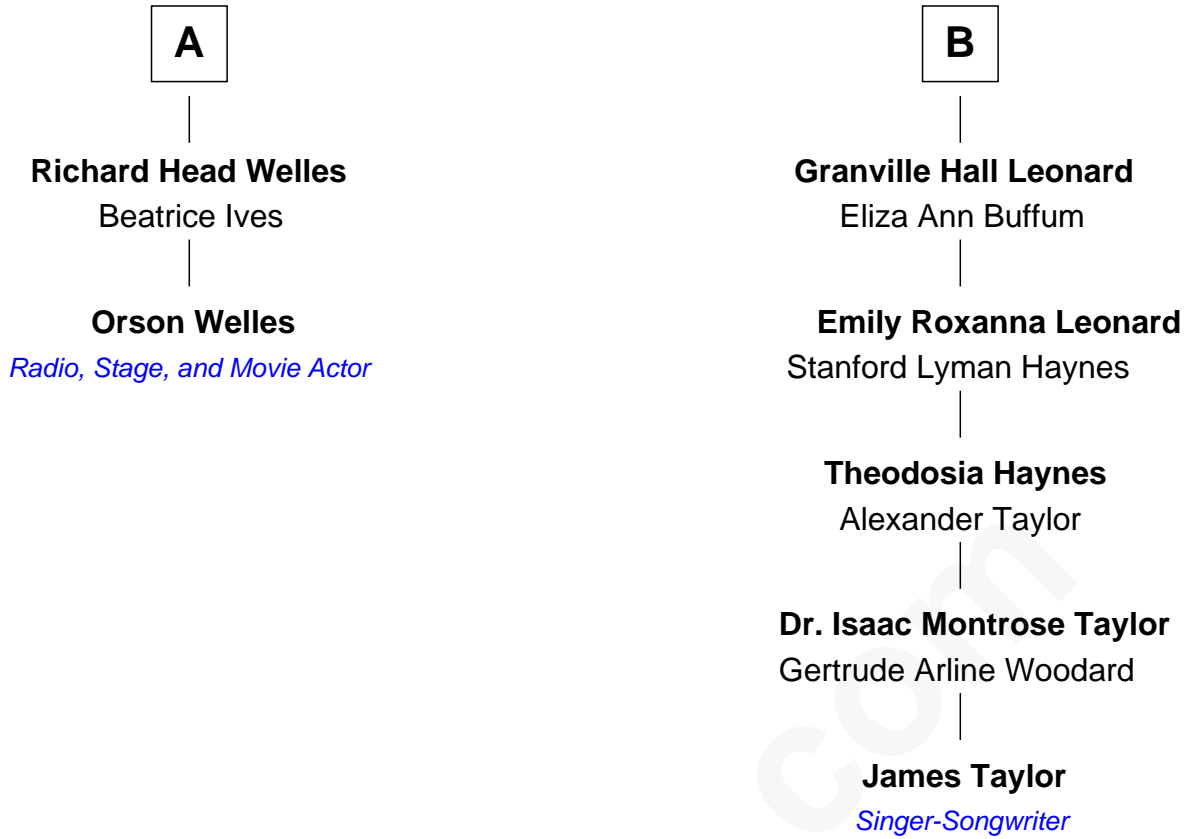 A
Richard Head Welles
Beatrice Ives
Orson Welles
Radio, Stage, and Movie Actor
B
Granville Hall Leonard
Eliza Ann Buffum
Emily Roxanna Leonard
Stanford Lyman Haynes
Theodosia Haynes
Alexander Taylor
Dr. Isaac Montrose Taylor
Gertrude Arline Woodard
James Taylor
Singer-Songwriter
com